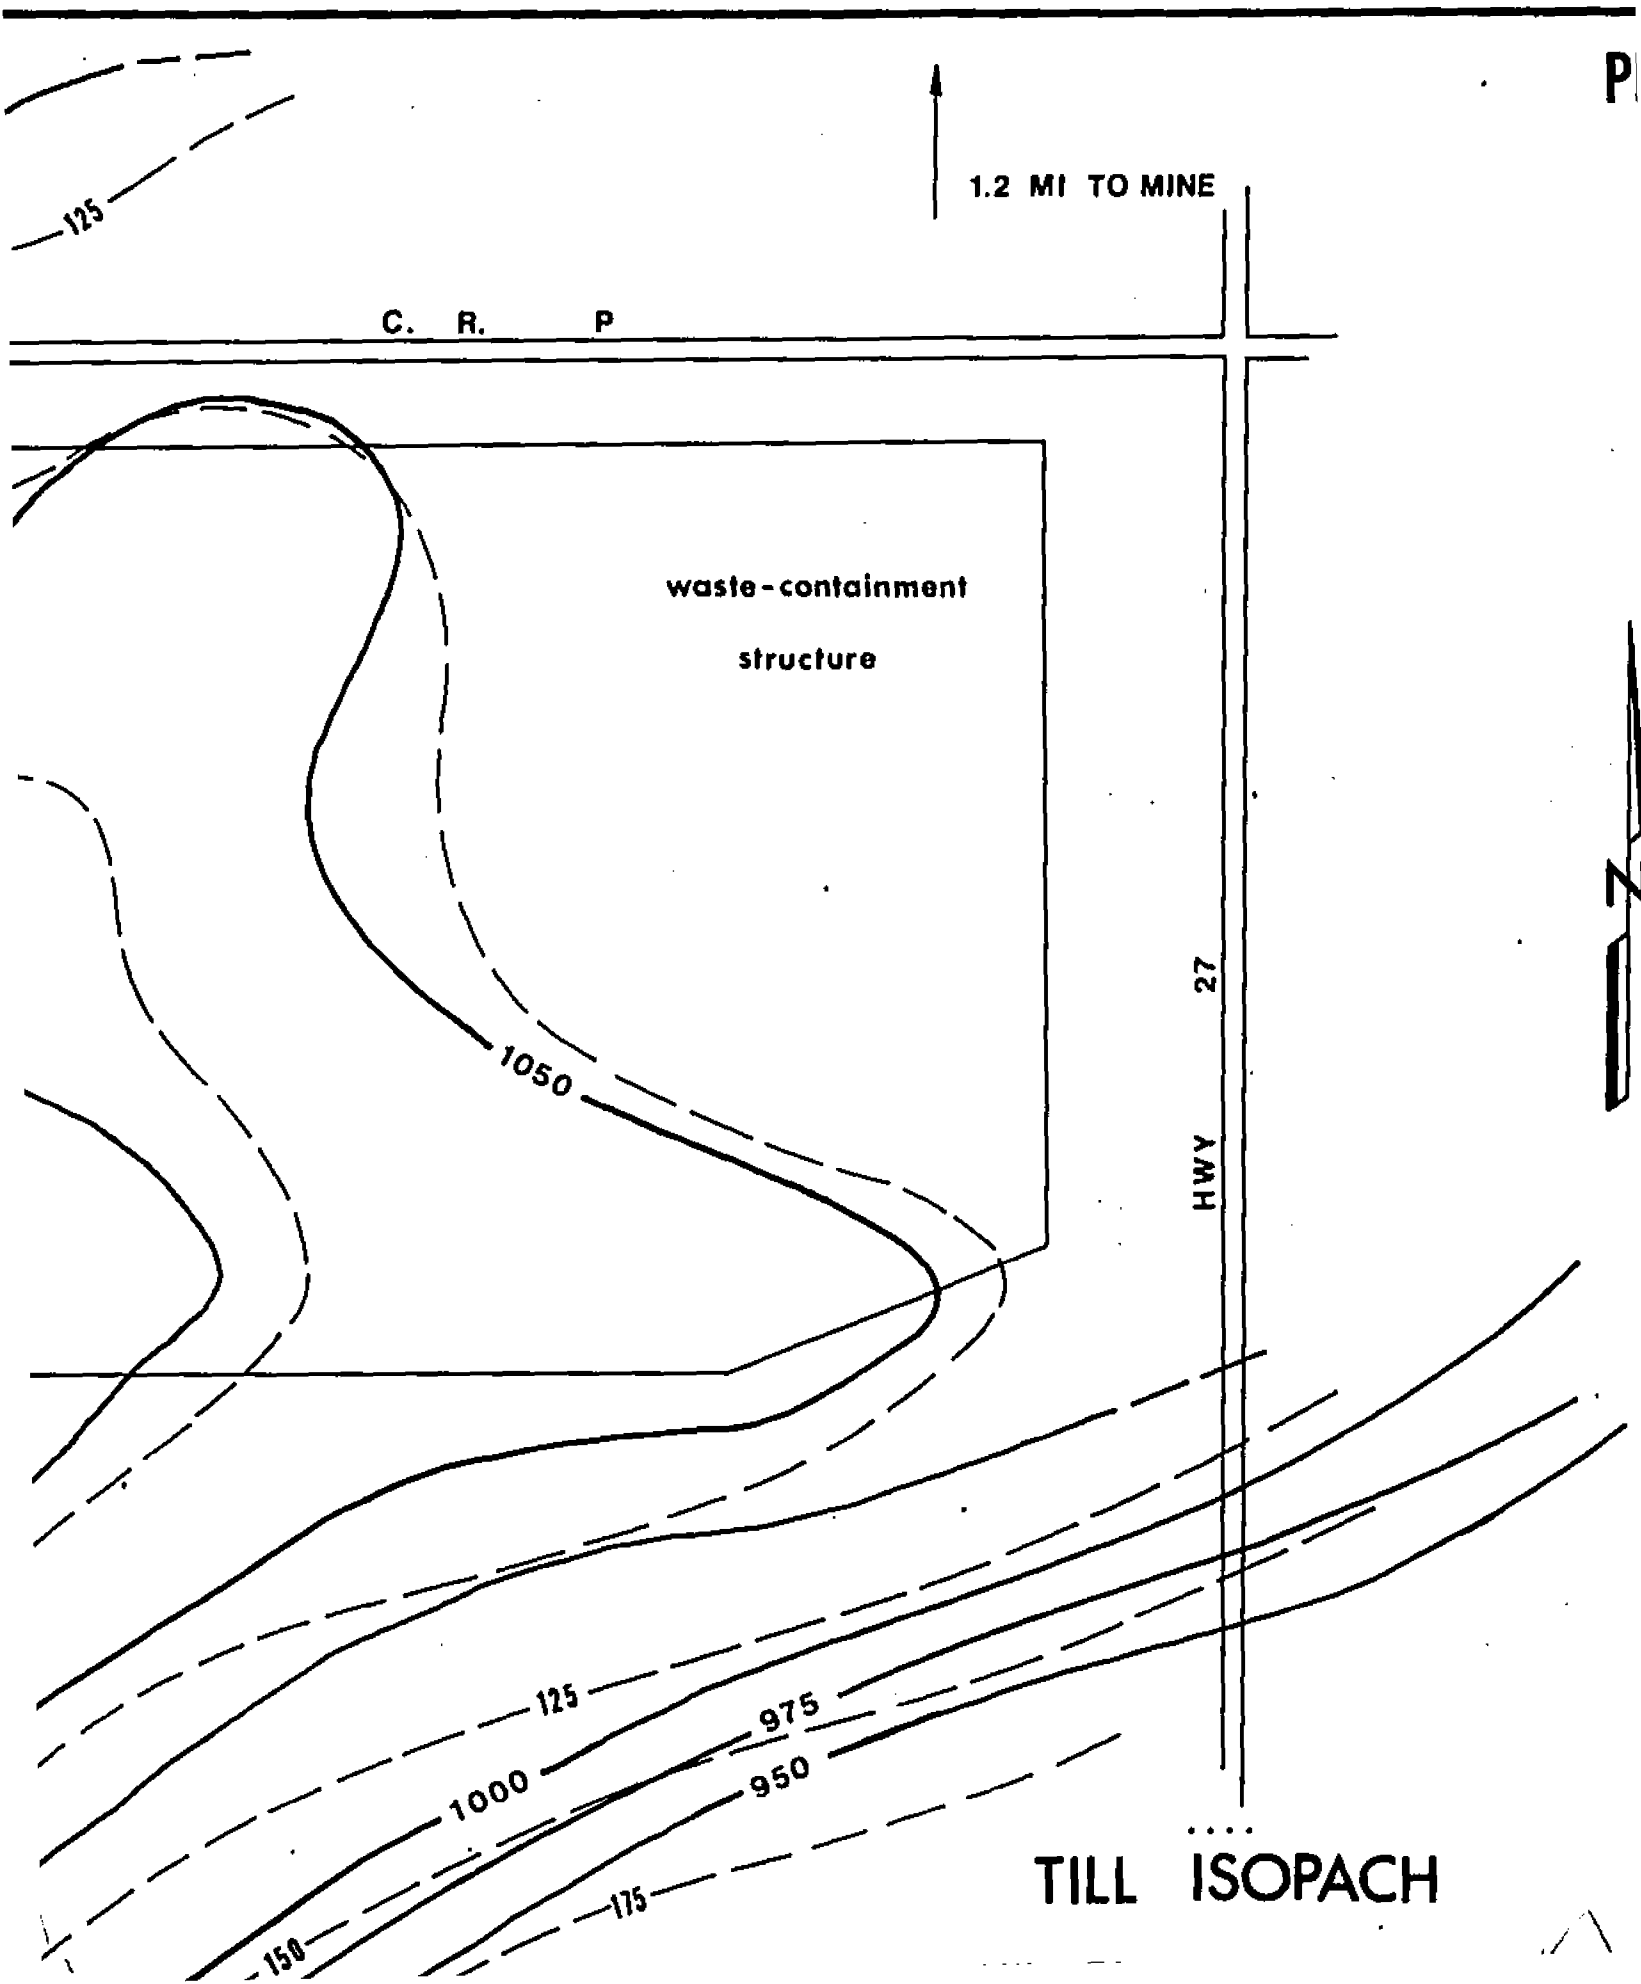 P
1.2 MI TO MINE
125
C. R. P
waste-containment
structure
N
HWY 27
1050
125
975
950
1000
TILL ISOPACH
175
150